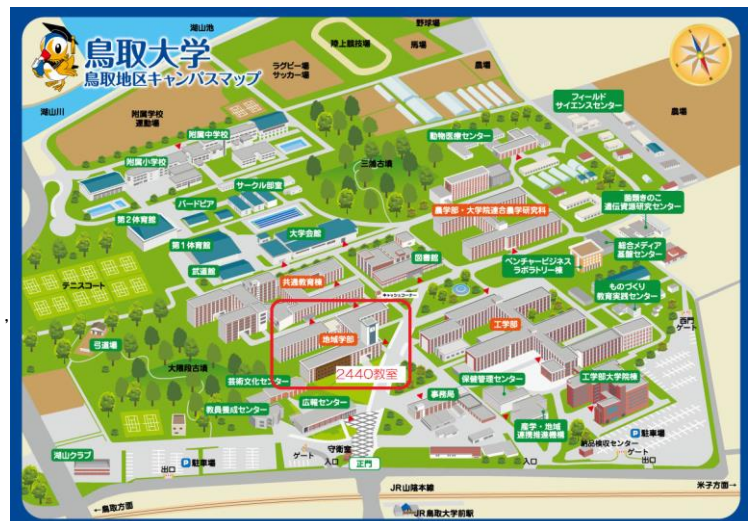 鳥取大学
鳥取地区キャンパスマップ
湖山池
陸上競技場
野球場
馬場
ラグビー場
サッカー場
農場
フィールド
サイエンスセンター
農場
湖山川
附属学校
運動場
附属中学校
附属小学校
動物医療センター
三浦古墳
サークル部室
バードピア
第2体育館
大学会館
農学部・大学院連合農学研究科
菌類きのこ
遺伝資源研究センター
第1体育館
武道館
図書館
総合メディア
基盤センター
ベンチャービジネス
ラボラトリー棟
共通教育棟
キャッシュコーナー
ものづくり
教育実践センター
テニスコート
西門
ゲート
弓道場
地域学部
工学部
大熊段古墳
2440教室
芸術文化センター
保健管理センター
工学部大学院棟
教員養成センター
広報センター
事務局
産学・地域
連携推進機構
P 駐車場
納品検収センター
ゲート
出口
湖山クラブ
守衛室
ゲート
正門
入口
入口
P 駐車場
出口
JR山陰本線
米子方面→
←鳥取方面
JR鳥取大学前駅
,